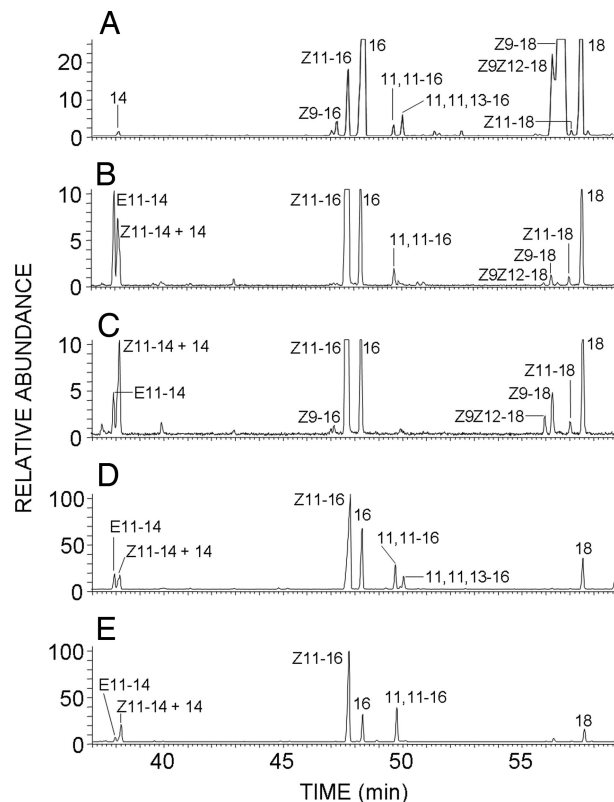 RELATIVE ABUNDANCE
A
20
10
0
14
Z9-16
Z11-16
16
11,11-16
11,11,13-16
Z9-18
Z9Z12-18
Z11-18
18
B
10
5
0
E11-14
Z11-14 + 14
Z11-16
16
11,11-16
Z11-18
Z9-18
Z9Z12-18
18
C
10
5
0
Z11-14 + 14
E11-14
Z9-16
Z11-16
16
Z11-18
Z9-18
Z9Z12-18
18
D
100
50
0
E11-14
Z11-14 + 14
Z11-16
16
11,11-16
11,11,13-16
18
E
100
50
0
E11-14
Z11-14 + 14
Z11-16
16
11,11-16
18
40 45 50 55
TIME (min)